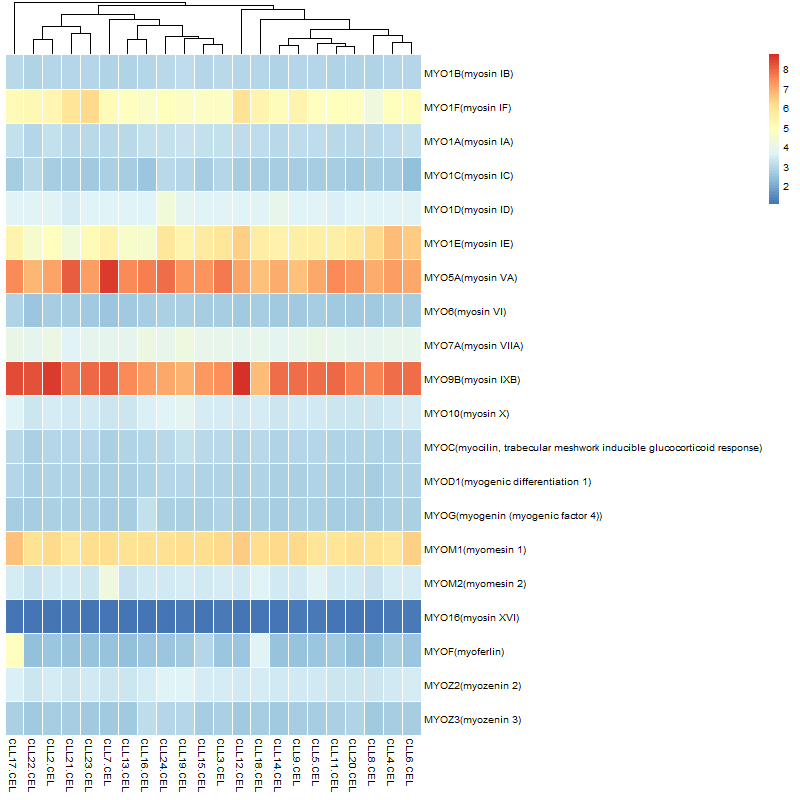 MYO1B(myosin IB)
8
MYO1F(myosin IF)
7
6
5
MYO1A(myosin IA)
4
MYO1C(myosin IC)
3
2
MYO1D(myosin ID)
MYO1E(myosin IE)
MYO5A(myosin VA)
MYO6(myosin VI)
MYO7A(myosin VIIA)
MYO9B(myosin IXB)
MYO10(myosin X)
MYOC(myocilin, trabecular meshwork inducible glucocorticoid response)
MYOD1(myogenic differentiation 1)
MYOG(myogenin (myogenic factor 4))
MYOM1(myomesin 1)
MYOM2(myomesin 2)
MYO16(myosin XVI)
MYOF(myoferlin)
MYOZ2(myozenin 2)
MYOZ3(myozenin 3)
CLL17.CEL
CLL22.CEL
CLL2.CEL
CLL21.CEL
CLL23.CEL
CLL7.CEL
CLL13.CEL
CLL16.CEL
CLL24.CEL
CLL19.CEL
CLL15.CEL
CLL3.CEL
CLL12.CEL
CLL18.CEL
CLL14.CEL
CLL9.CEL
CLL5.CEL
CLL11.CEL
CLL20.CEL
CLL8.CEL
CLL4.CEL
CLL6.CEL